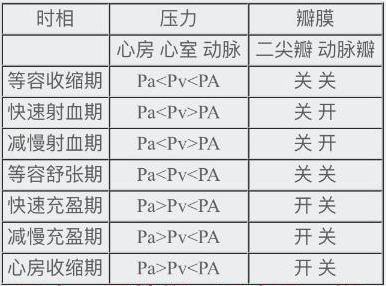 时相 压力 瓣膜
心房 心室 动脉 二尖瓣 动脉瓣
等容收缩期 Pa<Pv<PA 关 关
快速射血期 Pa<Pv>PA 关 开
减慢射血期 Pa<Pv>PA 关 开
等容舒张期 Pa<Pv<PA 关 关
快速充盈期 Pa>Pv<PA 开 关
减慢充盈期 Pa>Pv<PA 开 关
心房收缩期 Pa>Pv<PA 开 关